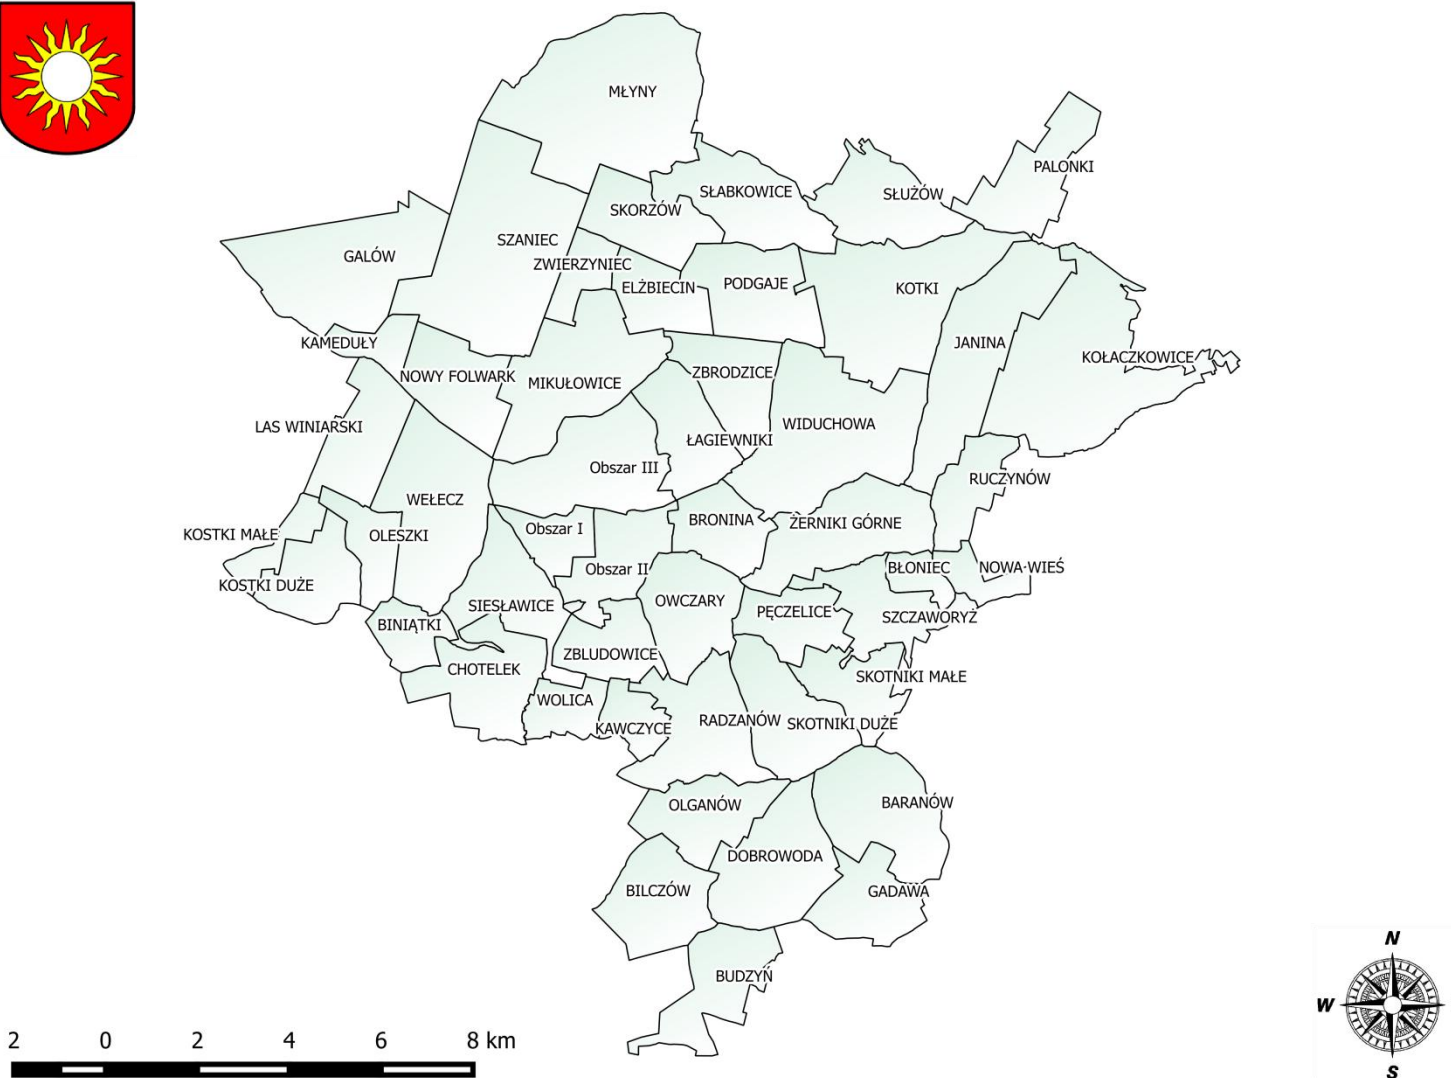 MŁYNY
PALONKI
SŁABKOWICE
SŁUŻÓW
SKORZÓW
SZANIEC
GALÓW
ZWIERZYNIEC
ELŻBIECIN
PODGAJE
KOTKI
KAMEDUŁY
JANINA
KOŁACZKOWICE
NOWY FOLWARK
MIKUŁOWICE
ZBRODZICE
LAS WINIARSKI
WIDUCHOWA
ŁAGIEWNIKI
Obszar III
RUCZYNÓW
WEŁECZ
KOSTKI MAŁE
OLESZKI
Obszar I
BRONINA
ŻERNIKI GÓRNE
Obszar II
BŁONIEC
NOWA WIEŚ
KOSTKI DUŻE
SIESŁAWICE
OWCZARY
PĘCZELICE
SZCZAWORYŻ
BINIĄTKI
ZBLUDOWICE
CHOTELEK
SKOTNIKI MAŁE
WOLICA
KAWCZYCE
RADZANÓW
SKOTNIKI DUŻE
OLGANÓW
BARANÓW
DOBROWODA
BILCZÓW
GADAWA
BUDZYŃ
N
W
S
2 0 2 4 6 8 km